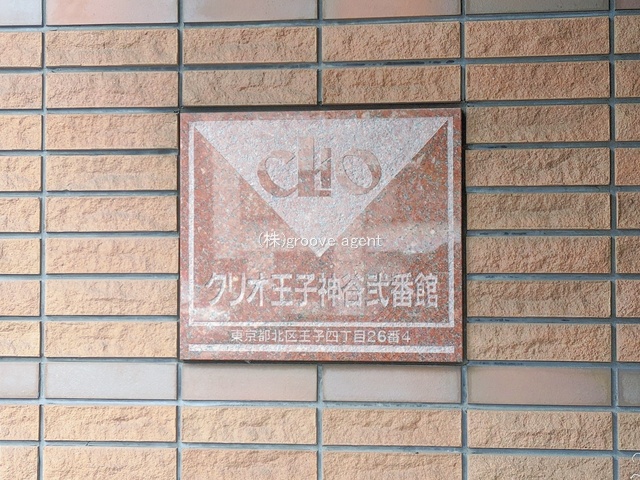 CLIO
(株)groove agent
クリオ王子神谷弐番館
東京都北区王子四丁目26番4